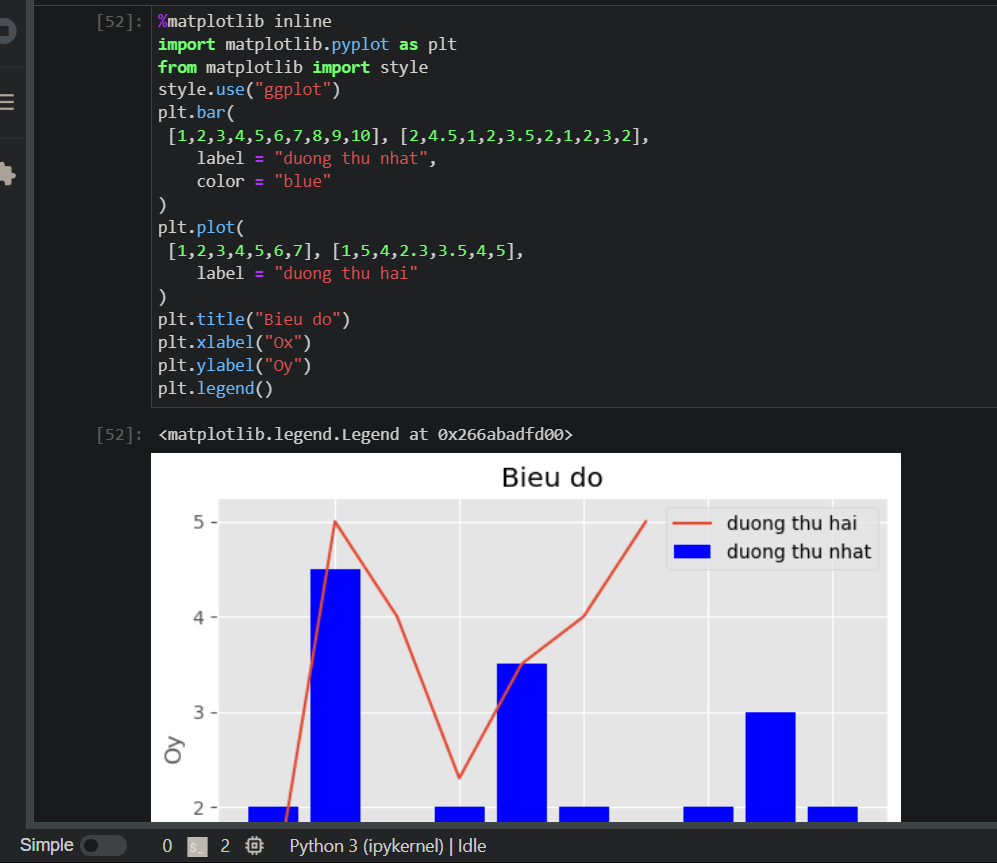 [52]: %matplotlib inline
import matplotlib.pyplot as plt
from matplotlib import style
style.use("ggplot")
plt.bar(
 [1,2,3,4,5,6,7,8,9,10], [2,4.5,1,2,3.5,2,1,2,3,2],
    label = "duong thu nhat",
    color = "blue"
)
plt.plot(
 [1,2,3,4,5,6,7], [1,5,4,2.3,3.5,4,5],
    label = "duong thu hai"
)
plt.title("Bieu do")
plt.xlabel("Ox")
plt.ylabel("Oy")
plt.legend()
[52]: <matplotlib.legend.Legend at 0x266abadfd00>
Bieu do
5
duong thu hai
duong thu nhat
4
3
Oy
2
Simple 0 $_ 2 Python 3 (ipykernel) | Idle